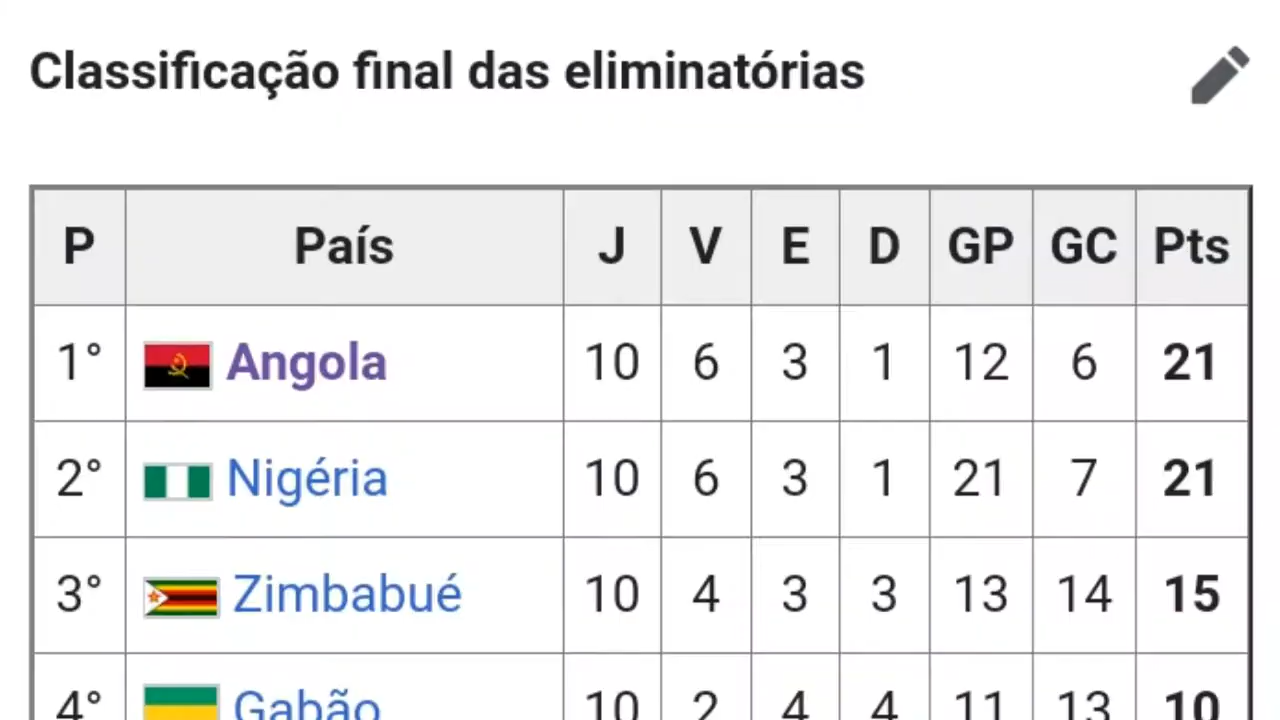 Classificação final das eliminatórias
P País J V E D GP GC Pts
1° Angola 10 6 3 1 12 6 21
2° Nigéria 10 6 3 1 21 7 21
3° Zimbabué 10 4 3 3 13 14 15
4° Gabão 10 2 4 4 11 13 10